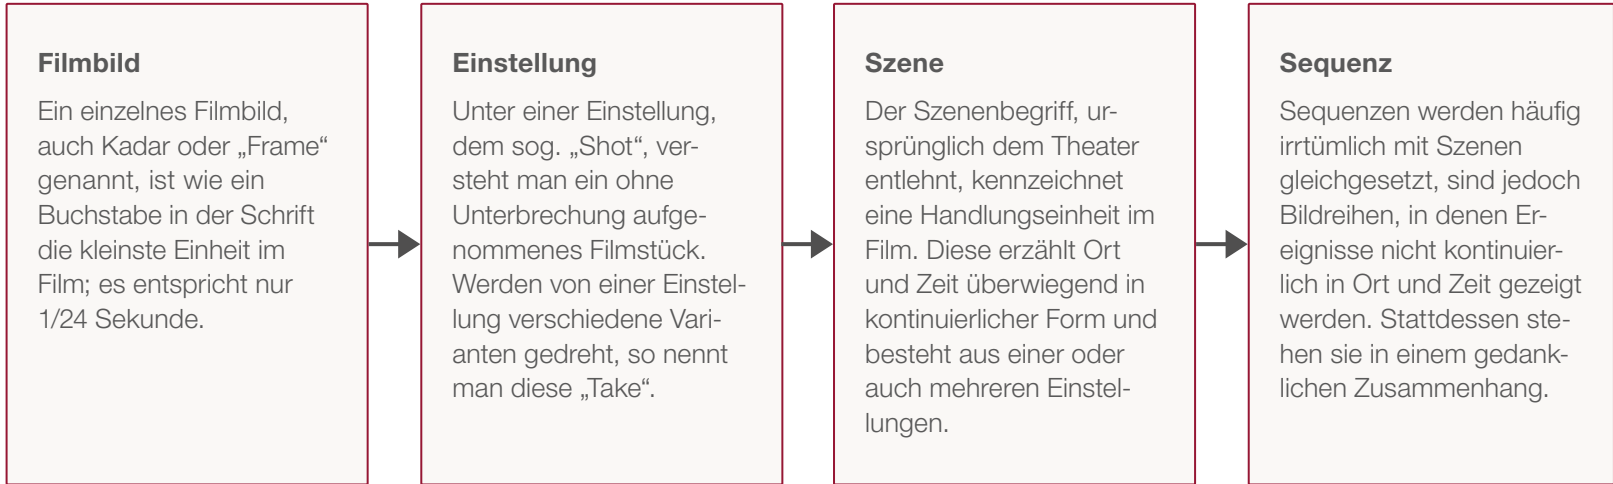 Filmbild
Ein einzelnes Filmbild,
auch Kadar oder „Frame“
genannt, ist wie ein
Buchstabe in der Schrift
die kleinste Einheit im
Film; es entspricht nur
1/24 Sekunde.
Einstellung
Unter einer Einstellung,
dem sog. „Shot“, ver-
steht man ein ohne
Unterbrechung aufge-
nommenes Filmstück.
Werden von einer Einstel-
lung verschiedene Vari-
anten gedreht, so nennt
man diese „Take“.
Szene
Der Szenenbegriff, ur-
sprünglich dem Theater
entlehnt, kennzeichnet
eine Handlungseinheit im
Film. Diese erzählt Ort
und Zeit überwiegend in
kontinuierlicher Form und
besteht aus einer oder
auch mehreren Einstel-
lungen.
Sequenz
Sequenzen werden häufig
irrtümlich mit Szenen
gleichgesetzt, sind jedoch
Bildreihen, in denen Er-
eignisse nicht kontinuier-
lich in Ort und Zeit gezeigt
werden. Stattdessen ste-
hen sie in einem gedank-
lichen Zusammenhang.